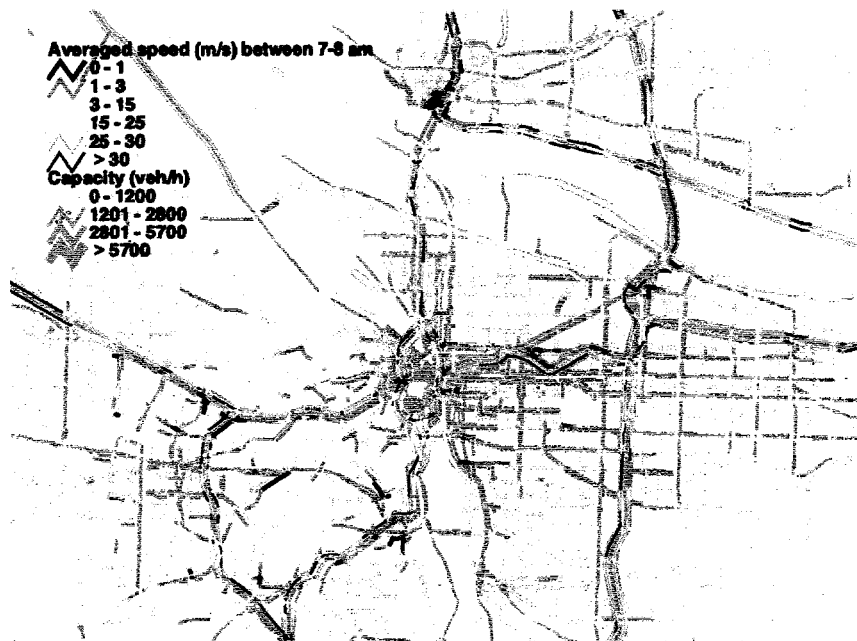 Averaged speed (m/s) between 7-8 am
0 - 1
1 - 3
3 - 15
15 - 25
25 - 30
> 30
Capacity (veh/h)
0 - 1200
1201 - 2800
2801 - 5700
> 5700